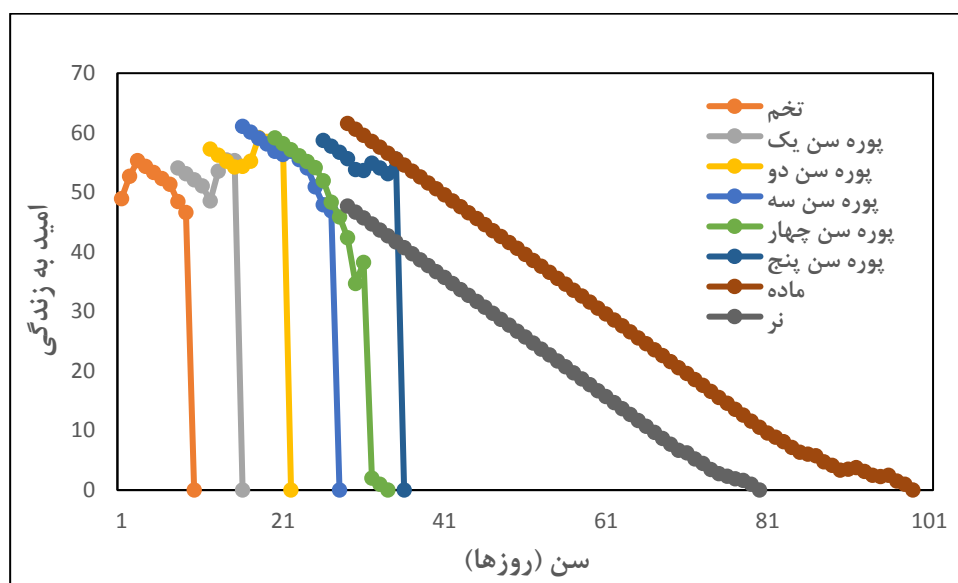 70
60
50
40
30
20
10
0
امید به زندگی
1 21 41 61 81 101
سن (روزها)
تخم
پوره سن یک
پوره سن دو
پوره سن سه
پوره سن چهار
پوره سن پنج
ماده
نر